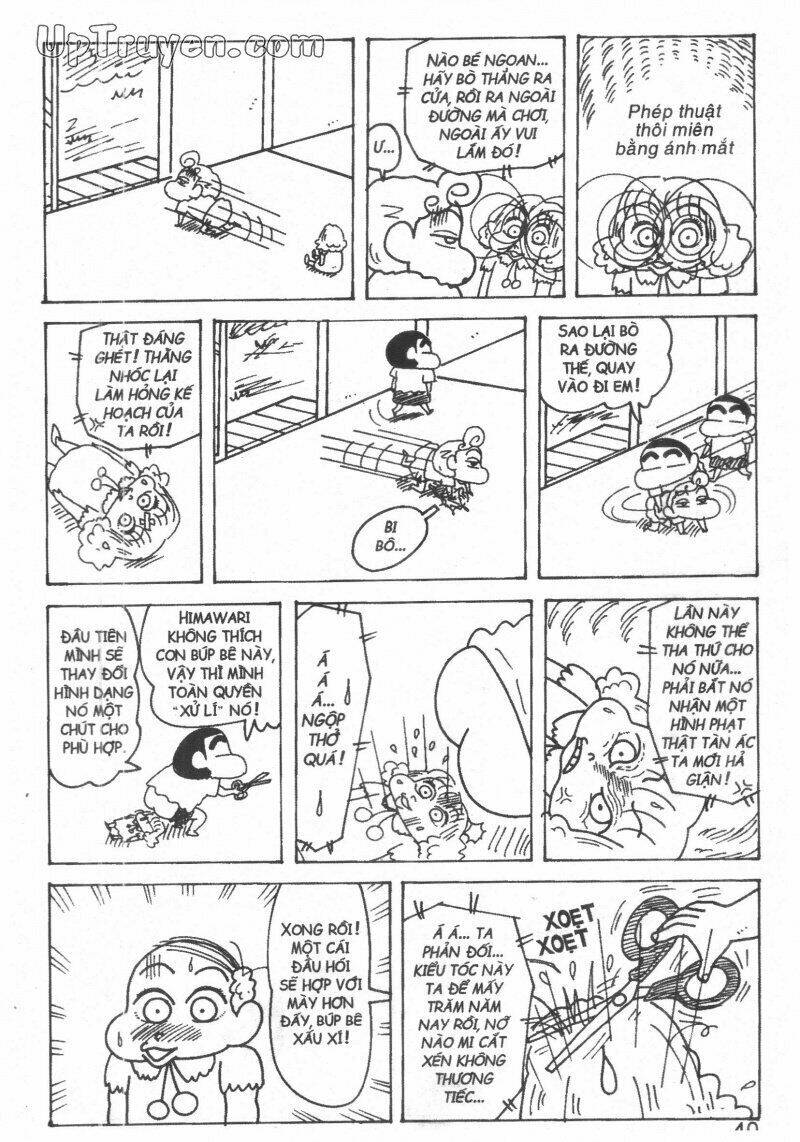 UpTruyen.com
Phép thuật
thôi miên
bằng ánh mắt
NÀO BÉ NGOAN...
HÃY BÒ THẲNG RA
CỬA, RỒI RA NGOÀI
ĐƯỜNG MÀ CHƠI,
NGOÀI ẤY VUI
LẮM ĐÓ!
Ư...
SAO LẠI BÒ
RA ĐƯỜNG
THẾ, QUAY
VÀO ĐI EM!
BI
BÔ...
THẬT ĐÁNG
GHÉT! THẰNG
NHÓC LẠI
LÀM HỎNG KẾ
HOẠCH CỦA
TA RỒI!
LẦN NÀY
KHÔNG THỂ
THA THỨ CHO
NÓ NỮA...
PHẢI BẮT NÓ
NHẬN MỘT
HÌNH PHẠT
THẬT TÀN ÁC
TA MỚI HẢ
GIẬN!
Á
Á
Á...
NGỘP
THỞ
QUÁ!
HIMAWARI
KHÔNG THÍCH
CON BÚP BÊ NÀY,
VẬY THÌ MÌNH
TOÀN QUYỀN
"XỬ LÍ" NÓ!
ĐẦU TIÊN
MÌNH SẼ
THAY ĐỔI
HÌNH DẠNG
NÓ MỘT
CHÚT CHO
PHÙ HỢP.
XOẸT
XOẸT
Á Á... TA
PHẢN ĐỐI...
KIỂU TÓC NÀY
TA ĐỂ MẤY
TRĂM NĂM
NAY RỒI, NỠ
NÀO MI CẮT
XÉN KHÔNG
THƯƠNG
TIẾC...
XONG RỒI!
MỘT CÁI
ĐẦU HÓI
SẼ HỢP VỚI
MÀY HƠN
ĐẤY, BÚP BÊ
XẤU XÍ!